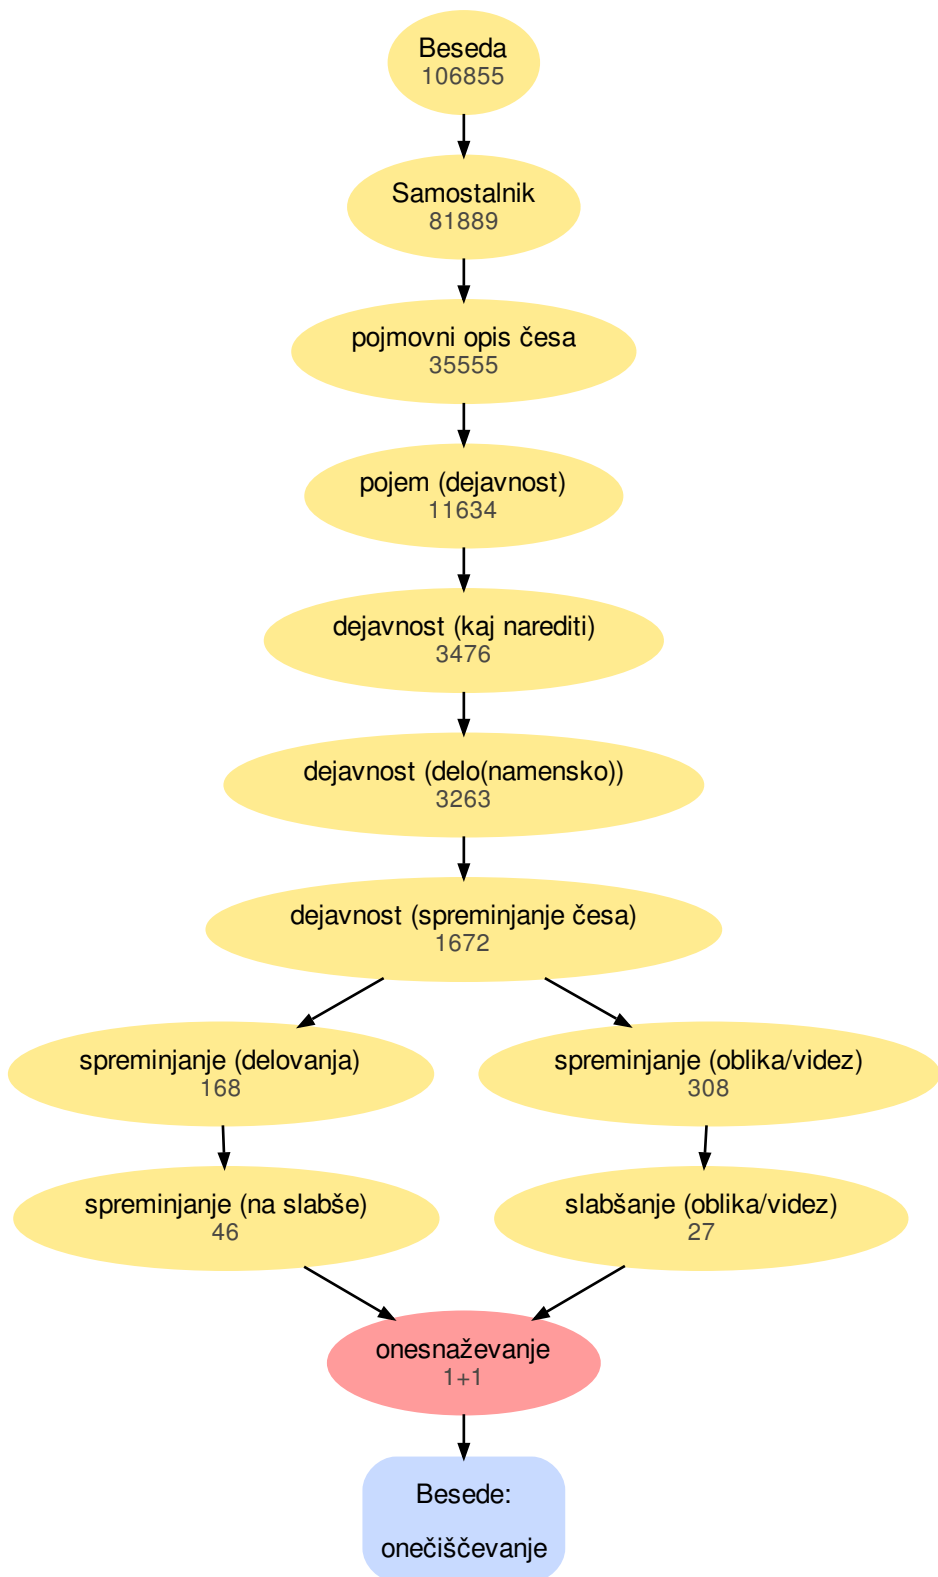 Beseda
106855
Samostalnik
81889
pojmovni opis česa
35555
pojem (dejavnost)
11634
dejavnost (kaj narediti)
3476
dejavnost (delo(namensko))
3263
dejavnost (spreminjanje česa)
1672
spreminjanje (delovanja)
168
spreminjanje (oblika/videz)
308
spreminjanje (na slabše)
46
slabšanje (oblika/videz)
27
onesnaževanje
1+1
Besede:
onečiščevanje